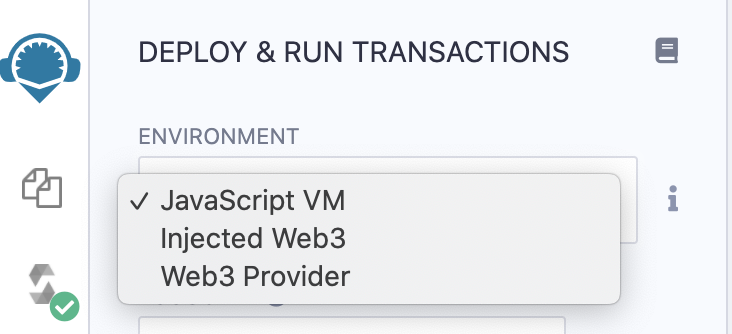 DEPLOY & RUN TRANSACTIONS
ENVIRONMENT
JavaScript VM
Injected Web3
Web3 Provider